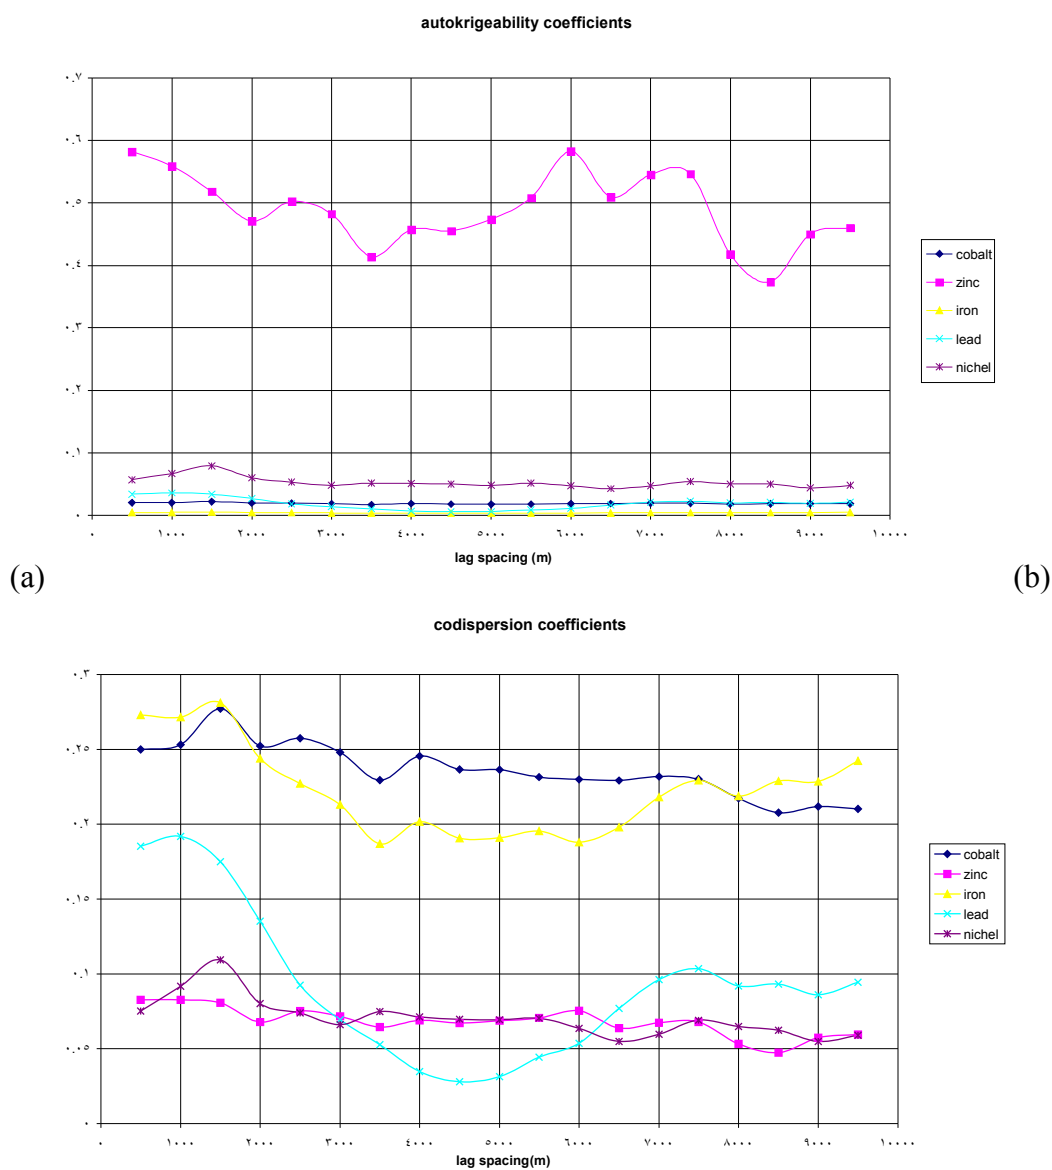 autokrigeability coefficients
٠.٧
٠.٦
٠.٥
٠.٤
٠.٣
٠.٢
٠.١
٠
٠ ١٠٠٠ ٢٠٠٠ ٣٠٠٠ ٤٠٠٠ ٥٠٠٠ ٦٠٠٠ ٧٠٠٠ ٨٠٠٠ ٩٠٠٠ ١٠٠٠٠
lag spacing (m)
cobalt
zinc
iron
lead
nichel
(a) (b)
codispersion coefficients
٠.٣
٠.٢٥
٠.٢
٠.١٥
٠.١
٠.٠٥
٠
٠ ١٠٠٠ ٢٠٠٠ ٣٠٠٠ ٤٠٠٠ ٥٠٠٠ ٦٠٠٠ ٧٠٠٠ ٨٠٠٠ ٩٠٠٠ ١٠٠٠٠
lag spacing(m)
cobalt
zinc
iron
lead
nichel